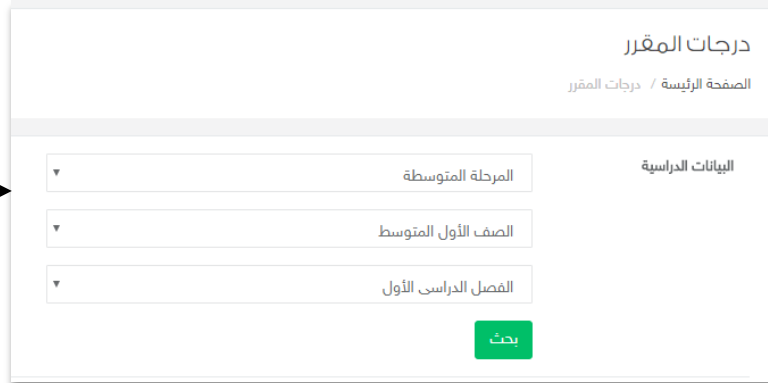 درجات المقرر
الصفحة الرئيسة / درجات المقرر
البيانات الدراسية
المرحلة المتوسطة
الصف الأول المتوسط
الفصل الدراسى الأول
بحث